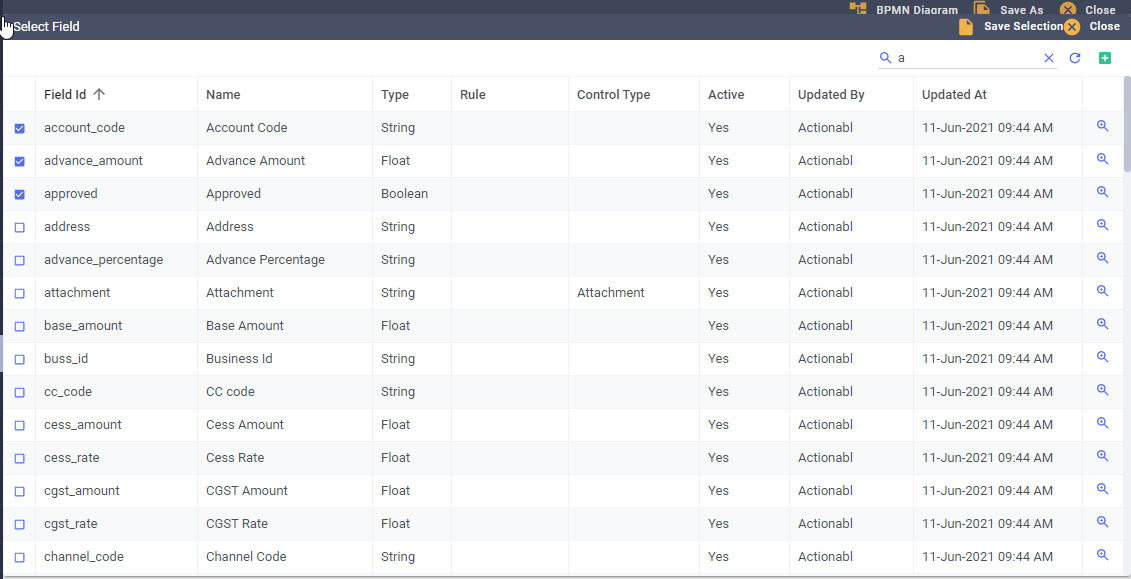 BPMN Diagram Save As Close
Select Field Save Selection Close
a
Field Id Name Type Rule Control Type Active Updated By Updated At
account_code Account Code String Yes Actionabl 11-Jun-2021 09:44 AM
advance_amount Advance Amount Float Yes Actionabl 11-Jun-2021 09:44 AM
approved Approved Boolean Yes Actionabl 11-Jun-2021 09:44 AM
address Address String Yes Actionabl 11-Jun-2021 09:44 AM
advance_percentage Advance Percentage String Yes Actionabl 11-Jun-2021 09:44 AM
attachment Attachment String Attachment Yes Actionabl 11-Jun-2021 09:44 AM
base_amount Base Amount Float Yes Actionabl 11-Jun-2021 09:44 AM
buss_id Business Id String Yes Actionabl 11-Jun-2021 09:44 AM
cc_code CC code String Yes Actionabl 11-Jun-2021 09:44 AM
cess_amount Cess Amount Float Yes Actionabl 11-Jun-2021 09:44 AM
cess_rate Cess Rate Float Yes Actionabl 11-Jun-2021 09:44 AM
cgst_amount CGST Amount Float Yes Actionabl 11-Jun-2021 09:44 AM
cgst_rate CGST Rate Float Yes Actionabl 11-Jun-2021 09:44 AM
channel_code Channel Code String Yes Actionabl 11-Jun-2021 09:44 AM